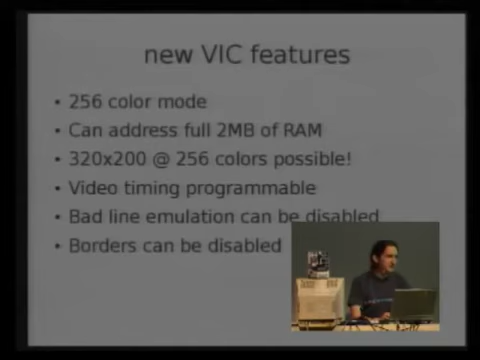 new VIC features
• 256 color mode
• Can address full 2MB of RAM
• 320x200 @ 256 colors possible!
• Video timing programmable
• Bad line emulation can be disabled
• Borders can be disabled